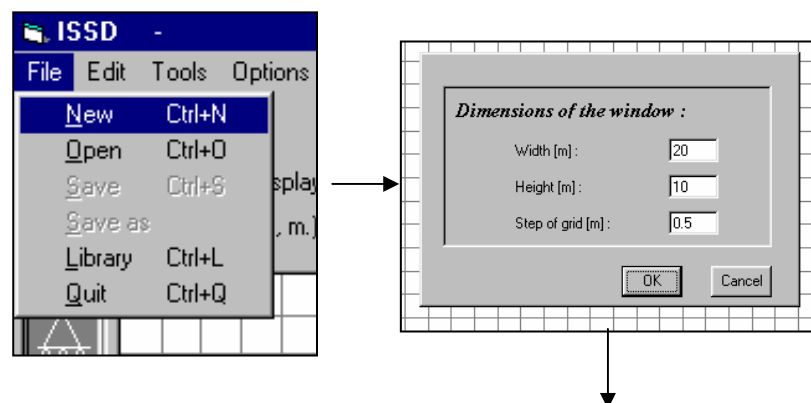 ISSD -
File Edit Tools Options
New Ctrl+N
Open Ctrl+O
Save Ctrl+S
Save as
Library Ctrl+L
Quit Ctrl+Q
, m.)
Dimensions of the window :
Width [m] : 20
Height [m] : 10
Step of grid [m] : 0.5
OK Cancel